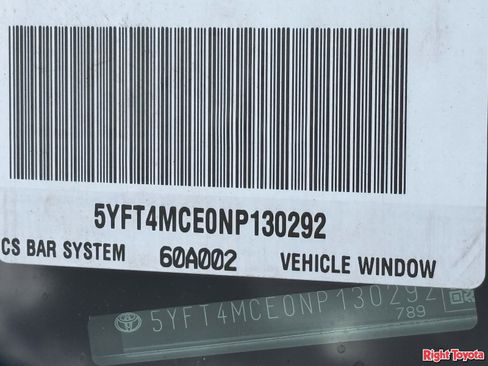 5YFT4MCE0NP130292
CS BAR SYSTEM 60A002 VEHICLE WINDOW
5YFT4MCE0NP130292
789
Right Toyota